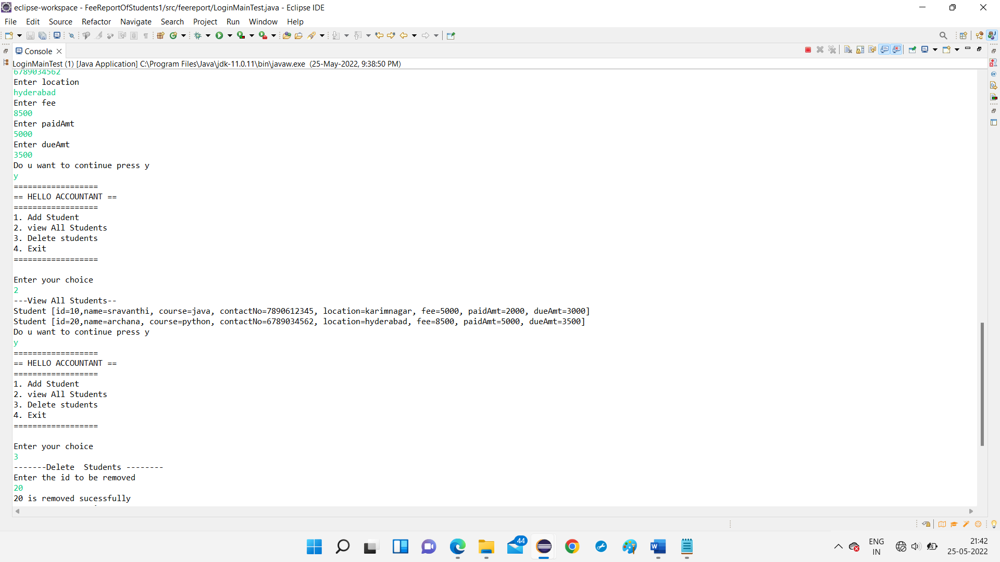 eclipse-workspace - FeeReportOfStudents1/src/feereport/LoginMainTest.java - Eclipse IDE
File Edit Source Refactor Navigate Search Project Run Window Help
Console
LoginMainTest (1) [Java Application] C:\Program Files\Java\jdk-11.0.11\bin\javaw.exe (25-May-2022, 9:38:50 PM)
6789034562
Enter location
hyderabad
Enter fee
8500
Enter paidAmt
5000
Enter dueAmt
3500
Do u want to continue press y
y
==================
== HELLO ACCOUNTANT ==
==================
1. Add Student
2. view All Students
3. Delete students
4. Exit
==================
Enter your choice
2
---View All Students--
Student [id=10,name=sravanthi, course=java, contactNo=7890612345, location=karimnagar, fee=5000, paidAmt=2000, dueAmt=3000]
Student [id=20,name=archana, course=python, contactNo=6789034562, location=hyderabad, fee=8500, paidAmt=5000, dueAmt=3500]
Do u want to continue press y
y
==================
== HELLO ACCOUNTANT ==
==================
1. Add Student
2. view All Students
3. Delete students
4. Exit
==================
Enter your choice
3
-------Delete  Students --------
Enter the id to be removed
20
20 is removed sucessfully
44
ENG
IN
21:42
25-05-2022